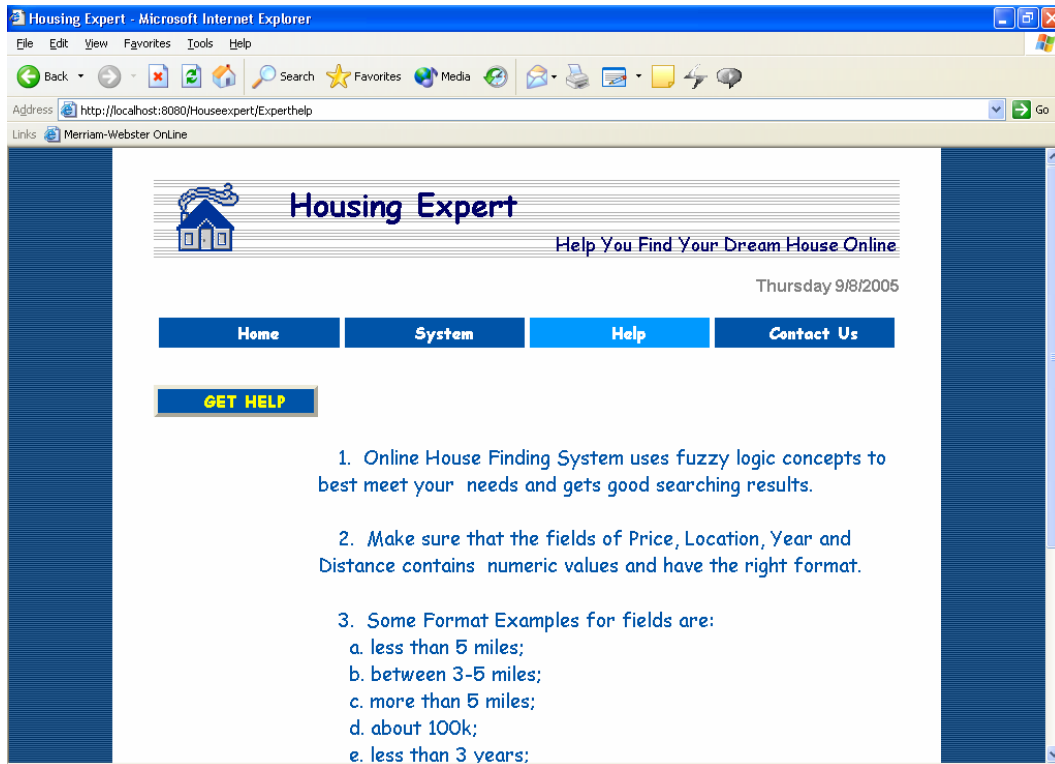 Housing Expert - Microsoft Internet Explorer
File Edit View Favorites Tools Help
Back Search Favorites Media
Address http://localhost:8080/Houseexpert/Experthelp Go
Links Merriam-Webster OnLine
Housing Expert
Help You Find Your Dream House Online
Thursday 9/8/2005
Home System Help Contact Us
GET HELP
1. Online House Finding System uses fuzzy logic concepts to
best meet your needs and gets good searching results.
2. Make sure that the fields of Price, Location, Year and
Distance contains numeric values and have the right format.
3. Some Format Examples for fields are:
a. less than 5 miles;
b. between 3-5 miles;
c. more than 5 miles;
d. about 100k;
e. less than 3 years;